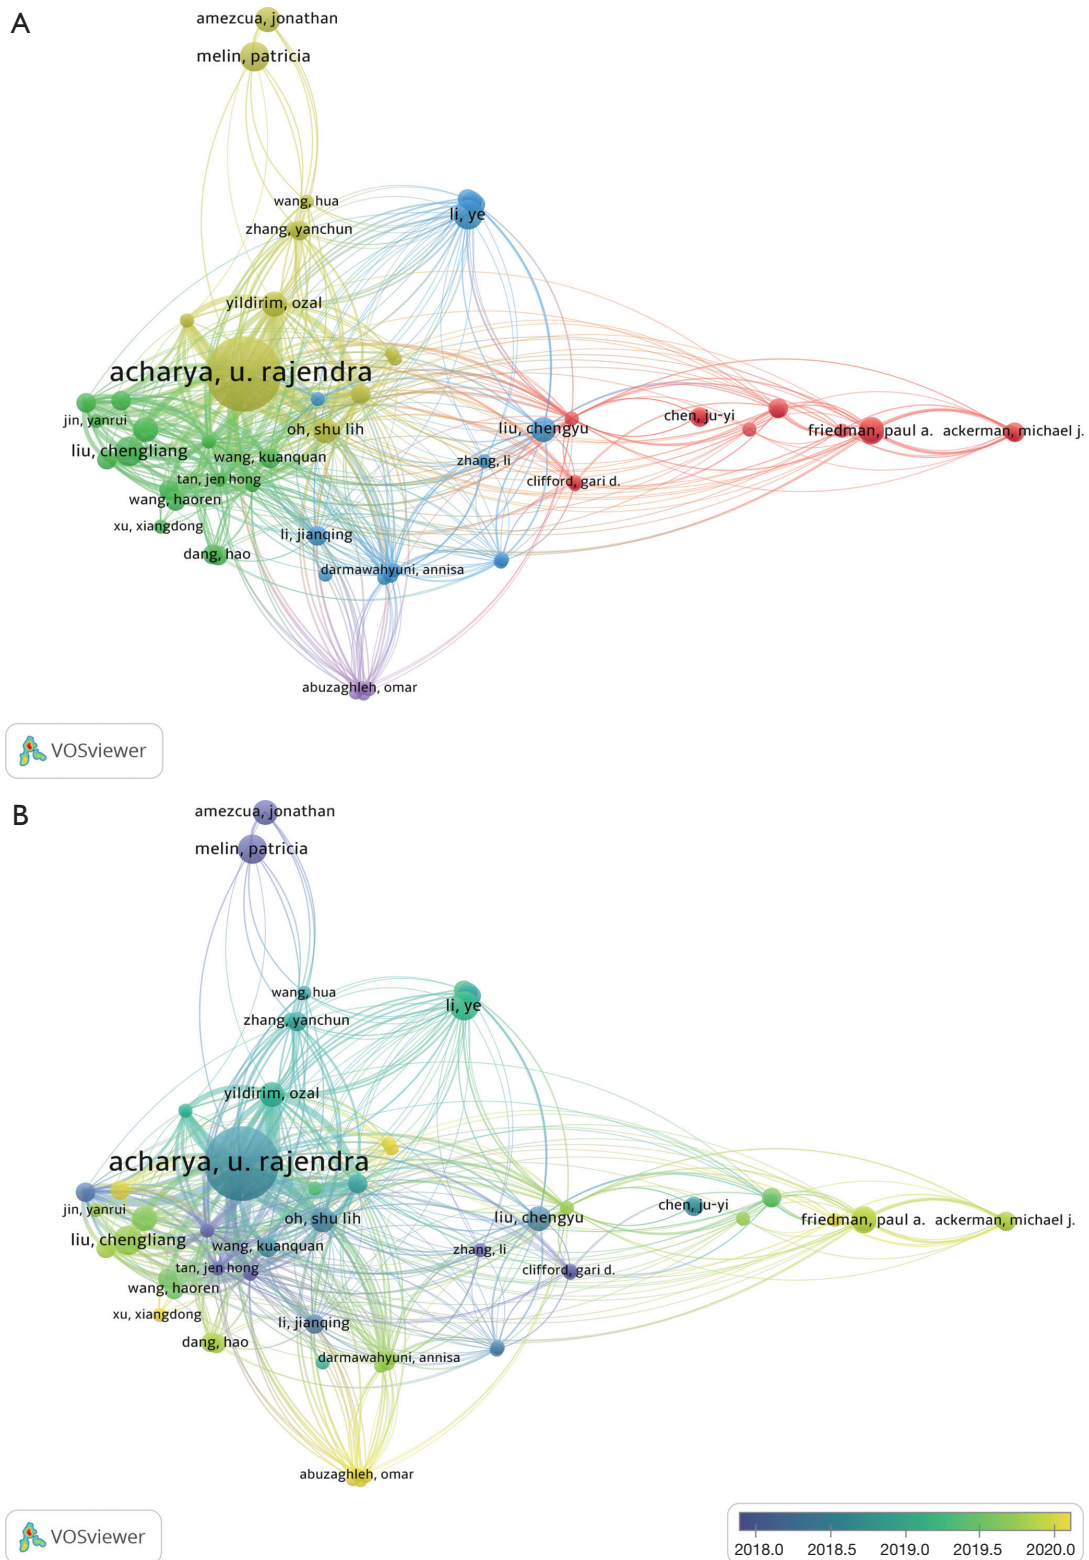 A
amezcua, jonathan
melin, patricia
wang, hua
li, ye
zhang, yanchun
yildirim, ozal
acharya, u. rajendra
jin, yanrui
chen, ju-yi
oh, shu lih
liu, chengyu
friedman, paul a.
ackerman, michael j.
liu, chengliang
wang, kuanquan
zhang, li
tan, jen hong
clifford, gari d.
wang, haoren
xu, xiangdong
li, jianqing
dang, hao
darmawahyuni, annisa
abuzaghleh, omar
VOSviewer
B
amezcua, jonathan
melin, patricia
wang, hua
li, ye
zhang, yanchun
yildirim, ozal
acharya, u. rajendra
jin, yanrui
chen, ju-yi
oh, shu lih
liu, chengyu
friedman, paul a.
ackerman, michael j.
liu, chengliang
wang, kuanquan
zhang, li
tan, jen hong
clifford, gari d.
wang, haoren
xu, xiangdong
li, jianqing
dang, hao
darmawahyuni, annisa
abuzaghleh, omar
VOSviewer
2018.0 2018.5 2019.0 2019.5 2020.0